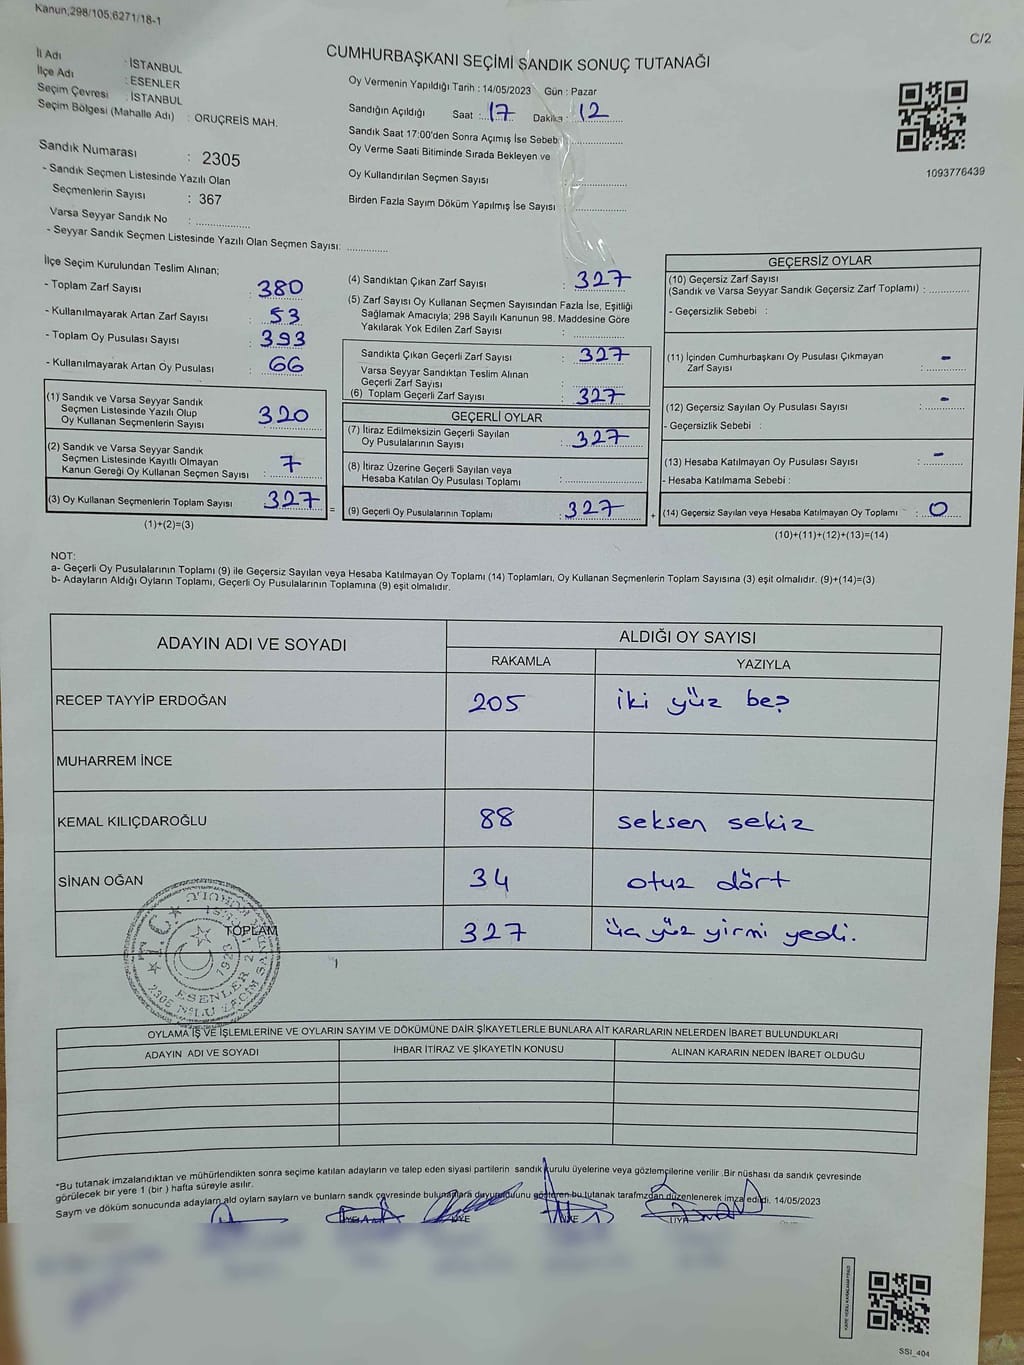 Kanun;298/105;6271/18-1
C/2
CUMHURBAŞKANI SEÇİMİ SANDIK SONUÇ TUTANAĞI
İl Adı : İSTANBUL
İlçe Adı : ESENLER
Seçim Çevresi : İSTANBUL
Seçim Bölgesi (Mahalle Adı) : ORUÇREİS MAH.
Oy Vermenin Yapıldığı Tarih : 14/05/2023 Gün : Pazar
Sandığın Açıldığı Saat : 17 Dakika : 12
Sandık Saat 17:00'den Sonra Açımış İse Sebeb
Oy Verme Saati Bitiminde Sırada Bekleyen ve
Oy Kullandırılan Seçmen Sayısı
Birden Fazla Sayım Döküm Yapılmış İse Sayısı
1093776439
Sandık Numarası : 2305
- Sandık Seçmen Listesinde Yazılı Olan
Seçmenlerin Sayısı : 367
Varsa Seyyar Sandık No :
- Seyyar Sandık Seçmen Listesinde Yazılı Olan Seçmen Sayısı:
İlçe Seçim Kurulundan Teslim Alınan;
- Toplam Zarf Sayısı : 380
- Kullanılmayarak Artan Zarf Sayısı : 53
- Toplam Oy Pusulası Sayısı : 393
- Kullanılmayarak Artan Oy Pusulası : 66
(1) Sandık ve Varsa Seyyar Sandık
Seçmen Listesinde Yazılı Olup
Oy Kullanan Seçmenlerin Sayısı : 320
(2) Sandık ve Varsa Seyyar Sandık
Seçmen Listesinde Kayıtlı Olmayan
Kanun Gereği Oy Kullanan Seçmen Sayısı : 7
(3) Oy Kullanan Seçmenlerin Toplam Sayısı : 327
(1)+(2)=(3)
=
(4) Sandıktan Çıkan Zarf Sayısı : 327
(5) Zarf Sayısı Oy Kullanan Seçmen Sayısından Fazla İse, Eşitliği
Sağlamak Amacıyla; 298 Sayılı Kanunun 98. Maddesine Göre
Yakılarak Yok Edilen Zarf Sayısı :
Sandıkta Çıkan Geçerli Zarf Sayısı : 327
Varsa Seyyar Sandıktan Teslim Alınan
Geçerli Zarf Sayısı :
(6) Toplam Geçerli Zarf Sayısı : 327
GEÇERLİ OYLAR
(7) İtiraz Edilmeksizin Geçerli Sayılan
Oy Pusulalarının Sayısı : 327
(8) İtiraz Üzerine Geçerli Sayılan veya
Hesaba Katılan Oy Pusulası Toplamı :
(9) Geçerli Oy Pusulalarının Toplamı : 327
+
GEÇERSİZ OYLAR
(10) Geçersiz Zarf Sayısı
(Sandık ve Varsa Seyyar Sandık Geçersiz Zarf Toplamı) :
- Geçersizlik Sebebi :
(11) İçinden Cumhurbaşkanı Oy Pusulası Çıkmayan
Zarf Sayısı : -
(12) Geçersiz Sayılan Oy Pusulası Sayısı : -
- Geçersizlik Sebebi :
(13) Hesaba Katılmayan Oy Pusulası Sayısı : -
- Hesaba Katılmama Sebebi :
(14) Geçersiz Sayılan veya Hesaba Katılmayan Oy Toplamı : 0
(10)+(11)+(12)+(13)=(14)
NOT:
a- Geçerli Oy Pusulalarının Toplamı (9) ile Geçersiz Sayılan veya Hesaba Katılmayan Oy Toplamı (14) Toplamları, Oy Kullanan Seçmenlerin Toplam Sayısına (3) eşit olmalıdır. (9)+(14)=(3)
b- Adayların Aldığı Oyların Toplamı, Geçerli Oy Pusulalarının Toplamına (9) eşit olmalıdır.
ADAYIN ADI VE SOYADI ALDIĞI OY SAYISI
RAKAMLA YAZIYLA
RECEP TAYYİP ERDOĞAN 205 iki yüz beş
MUHARREM İNCE
KEMAL KILIÇDAROĞLU 88 seksen sekiz
SİNAN OĞAN 34 otuz dört
TOPLAM 327 üç yüz yirmi yedi.
T.C.
ESENLER
OYLAMA İŞ VE İŞLEMLERİNE VE OYLARIN SAYIM VE DÖKÜMÜNE DAİR ŞİKAYETLERLE BUNLARA AİT KARARLARIN NELERDEN İBARET BULUNDUKLARI
ADAYIN ADI VE SOYADI İHBAR İTİRAZ VE ŞİKAYETİN KONUSU ALINAN KARARIN NEDEN İBARET OLDUĞU
*Bu tutanak imzalandıktan ve mühürlendikten sonra seçime katılan adayların ve talep eden siyasi partilerin sandık kurulu üyelerine veya gözlemçilerine verilir .Bir nüshası da sandık çevresinde
görülecek bir yere 1 (bir ) hafta süreyle asılır.
Saym ve döküm sonucunda adayların ald oylarn sayları ve bunlarn sandk çevresinde bulunanlara duyurulduğunu gösteren bu tutanak tarafmzdan düzenlenerek imza edildi. 14/05/2023
ÜYE
SSI_404